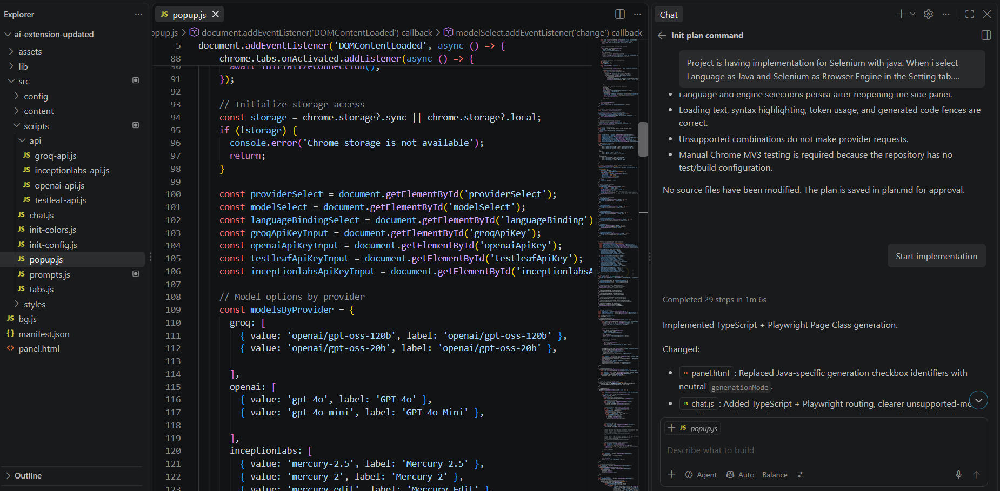 Explorer
ai-extension-updated
assets
lib
src
config
content
scripts
api
JS groq-api.js
JS inceptionlabs-api.js
JS openai-api.js
JS testleaf-api.js
JS chat.js
JS init-colors.js
JS init-config.js
JS popup.js
JS prompts.js
JS tabs.js
styles
JS bg.js
{} manifest.json
<> panel.html
Outline
JS popup.js
opup.js > document.addEventListener('DOMContentLoaded') callback > modelSelect.addEventListener('change') callback
5 document.addEventListener('DOMContentLoaded', async () => {
88 chrome.tabs.onActivated.addListener(async () => {
90 await initializeConnection();
91 });
92
93 // Initialize storage access
94 const storage = chrome.storage?.sync || chrome.storage?.local;
95 if (!storage) {
96 console.error('Chrome storage is not available');
97 return;
98 }
99
100 const providerSelect = document.getElementById('providerSelect');
101 const modelSelect = document.getElementById('modelSelect');
102 const languageBindingSelect = document.getElementById('languageBinding')
103 const groqApiKeyInput = document.getElementById('groqApiKey');
104 const openaiApiKeyInput = document.getElementById('openaiApiKey');
105 const testleafApiKeyInput = document.getElementById('testleafApiKey');
106 const inceptionlabsApiKeyInput = document.getElementById('inceptionlabsA
107
108 // Model options by provider
109 const modelsByProvider = {
110 groq: [
111 { value: 'openai/gpt-oss-120b', label: 'openai/gpt-oss-120b' },
112 { value: 'openai/gpt-oss-20b', label: 'openai/gpt-oss-20b' },
113
114 ],
115 openai: [
116 { value: 'gpt-4o', label: 'GPT-4o' },
117 { value: 'gpt-4o-mini', label: 'GPT-4o Mini' },
118
119 ],
120 inceptionlabs: [
121 { value: 'mercury-2.5', label: 'Mercury 2.5' },
122 { value: 'mercury-2', label: 'Mercury 2' },
123 { value: 'mercury-edit', label: 'Mercury Edit' }
Chat
Init plan command
Project is having implementation for Selenium with java. When i select
Language as Java and Selenium as Browser Engine in the Setting tab....
Language and engine selections persist after reopening the side panel.
Loading text, syntax highlighting, token usage, and generated code fences are
correct.
Unsupported combinations do not make provider requests.
Manual Chrome MV3 testing is required because the repository has no
test/build configuration.
No source files have been modified. The plan is saved in plan.md for approval.
Start implementation
Completed 29 steps in 1m 6s
Implemented TypeScript + Playwright Page Class generation.
Changed:
<> panel.html : Replaced Java-specific generation checkbox identifiers with
neutral generationMode .
JS chat.js : Added TypeScript + Playwright routing, clearer unsupported-mo
JS popup.js
Describe what to build
Agent Auto Balance